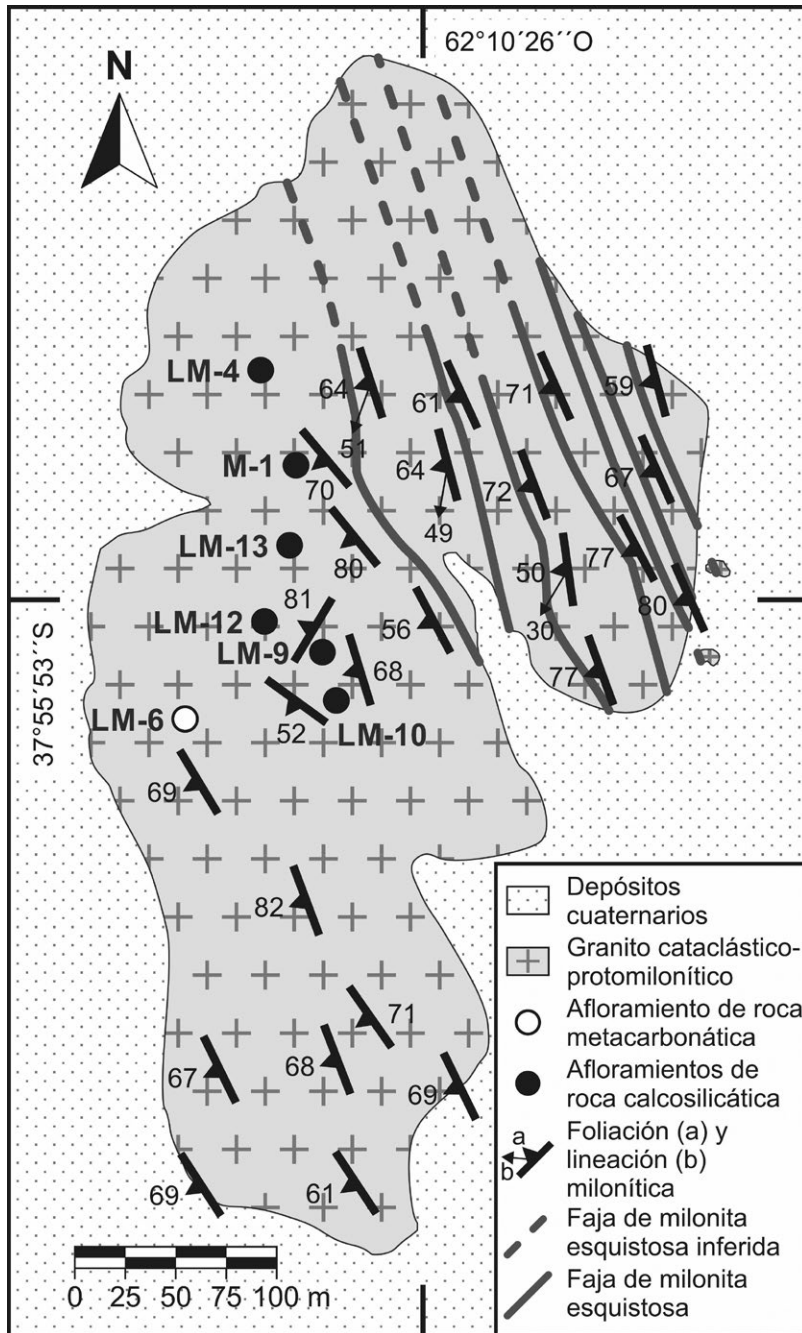 62°10´26´´O
N
LM-4
64
61
71
59
51
M-1
70
64
72
67
49
LM-13
80
50
77
81
LM-12
56
80
30
LM-9
68
77
37°55´53´´S
LM-6
52
LM-10
69
82
71
67
68
69
69
61
0 25 50 75 100 m
Depósitos
cuaternarios
Granito cataclástico-
protomilonítico
Afloramiento de roca
metacarbonática
Afloramientos de
roca calcosilicática
a
b
Foliación (a) y
lineación (b)
milonítica
Faja de milonita
esquistosa inferida
Faja de milonita
esquistosa